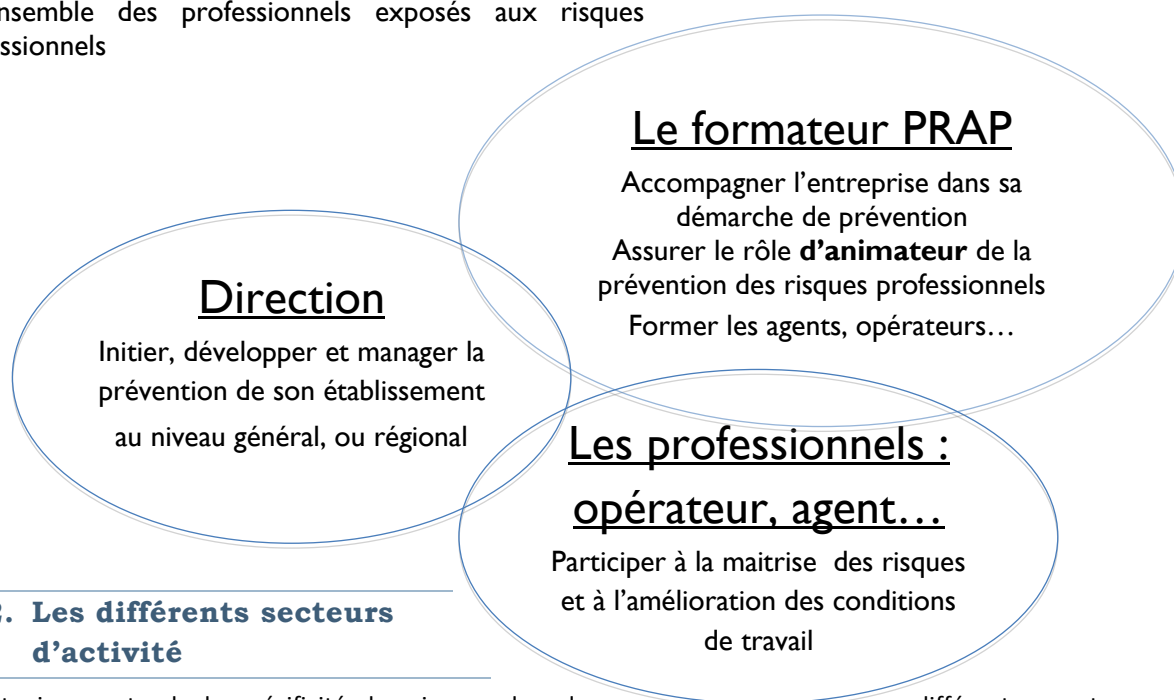 ensemble des professionnels exposés aux risques
Le formateur PRAP
Accompagner l’entreprise dans sa
démarche de prévention
Assurer le rôle d’animateur de la
prévention des risques professionnels
Former les agents, opérateurs…
Direction
Initier, développer et manager la
prévention de son établissement
au niveau général, ou régional
Les professionnels :
opérateur, agent…
Participer à la maitrise des risques
et à l’amélioration des conditions
de travail
2. Les différents secteurs
d’activité